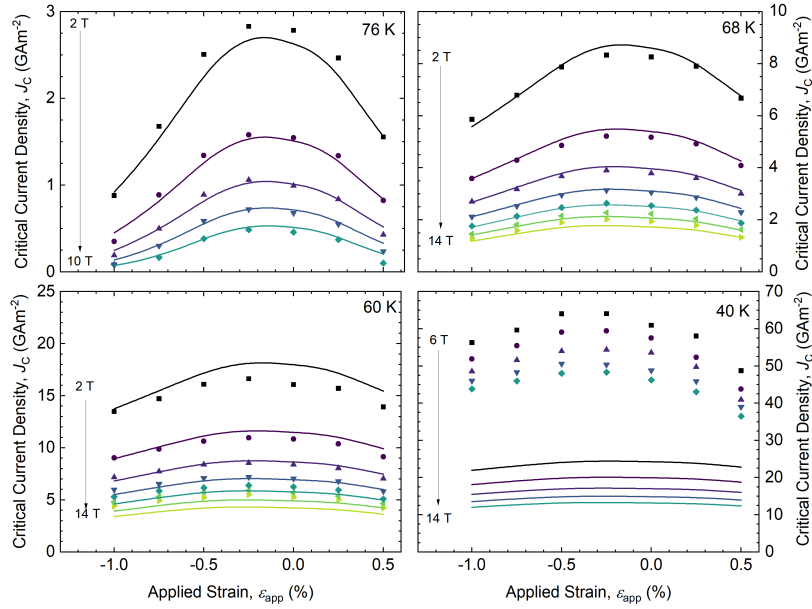 3
2
1
0
Critical Current Density, J_C (GAm⁻²)
2 T
10 T
76 K
10
8
6
4
2
0
Critical Current Density, J_C (GAm⁻²)
2 T
14 T
68 K
25
20
15
10
5
0
Critical Current Density, J_C (GAm⁻²)
2 T
14 T
60 K
-1.0 -0.5 0.0 0.5
Applied Strain, ε_app (%)
70
60
50
40
30
20
10
0
Critical Current Density, J_C (GAm⁻²)
6 T
14 T
40 K
-1.0 -0.5 0.0 0.5
Applied Strain, ε_app (%)